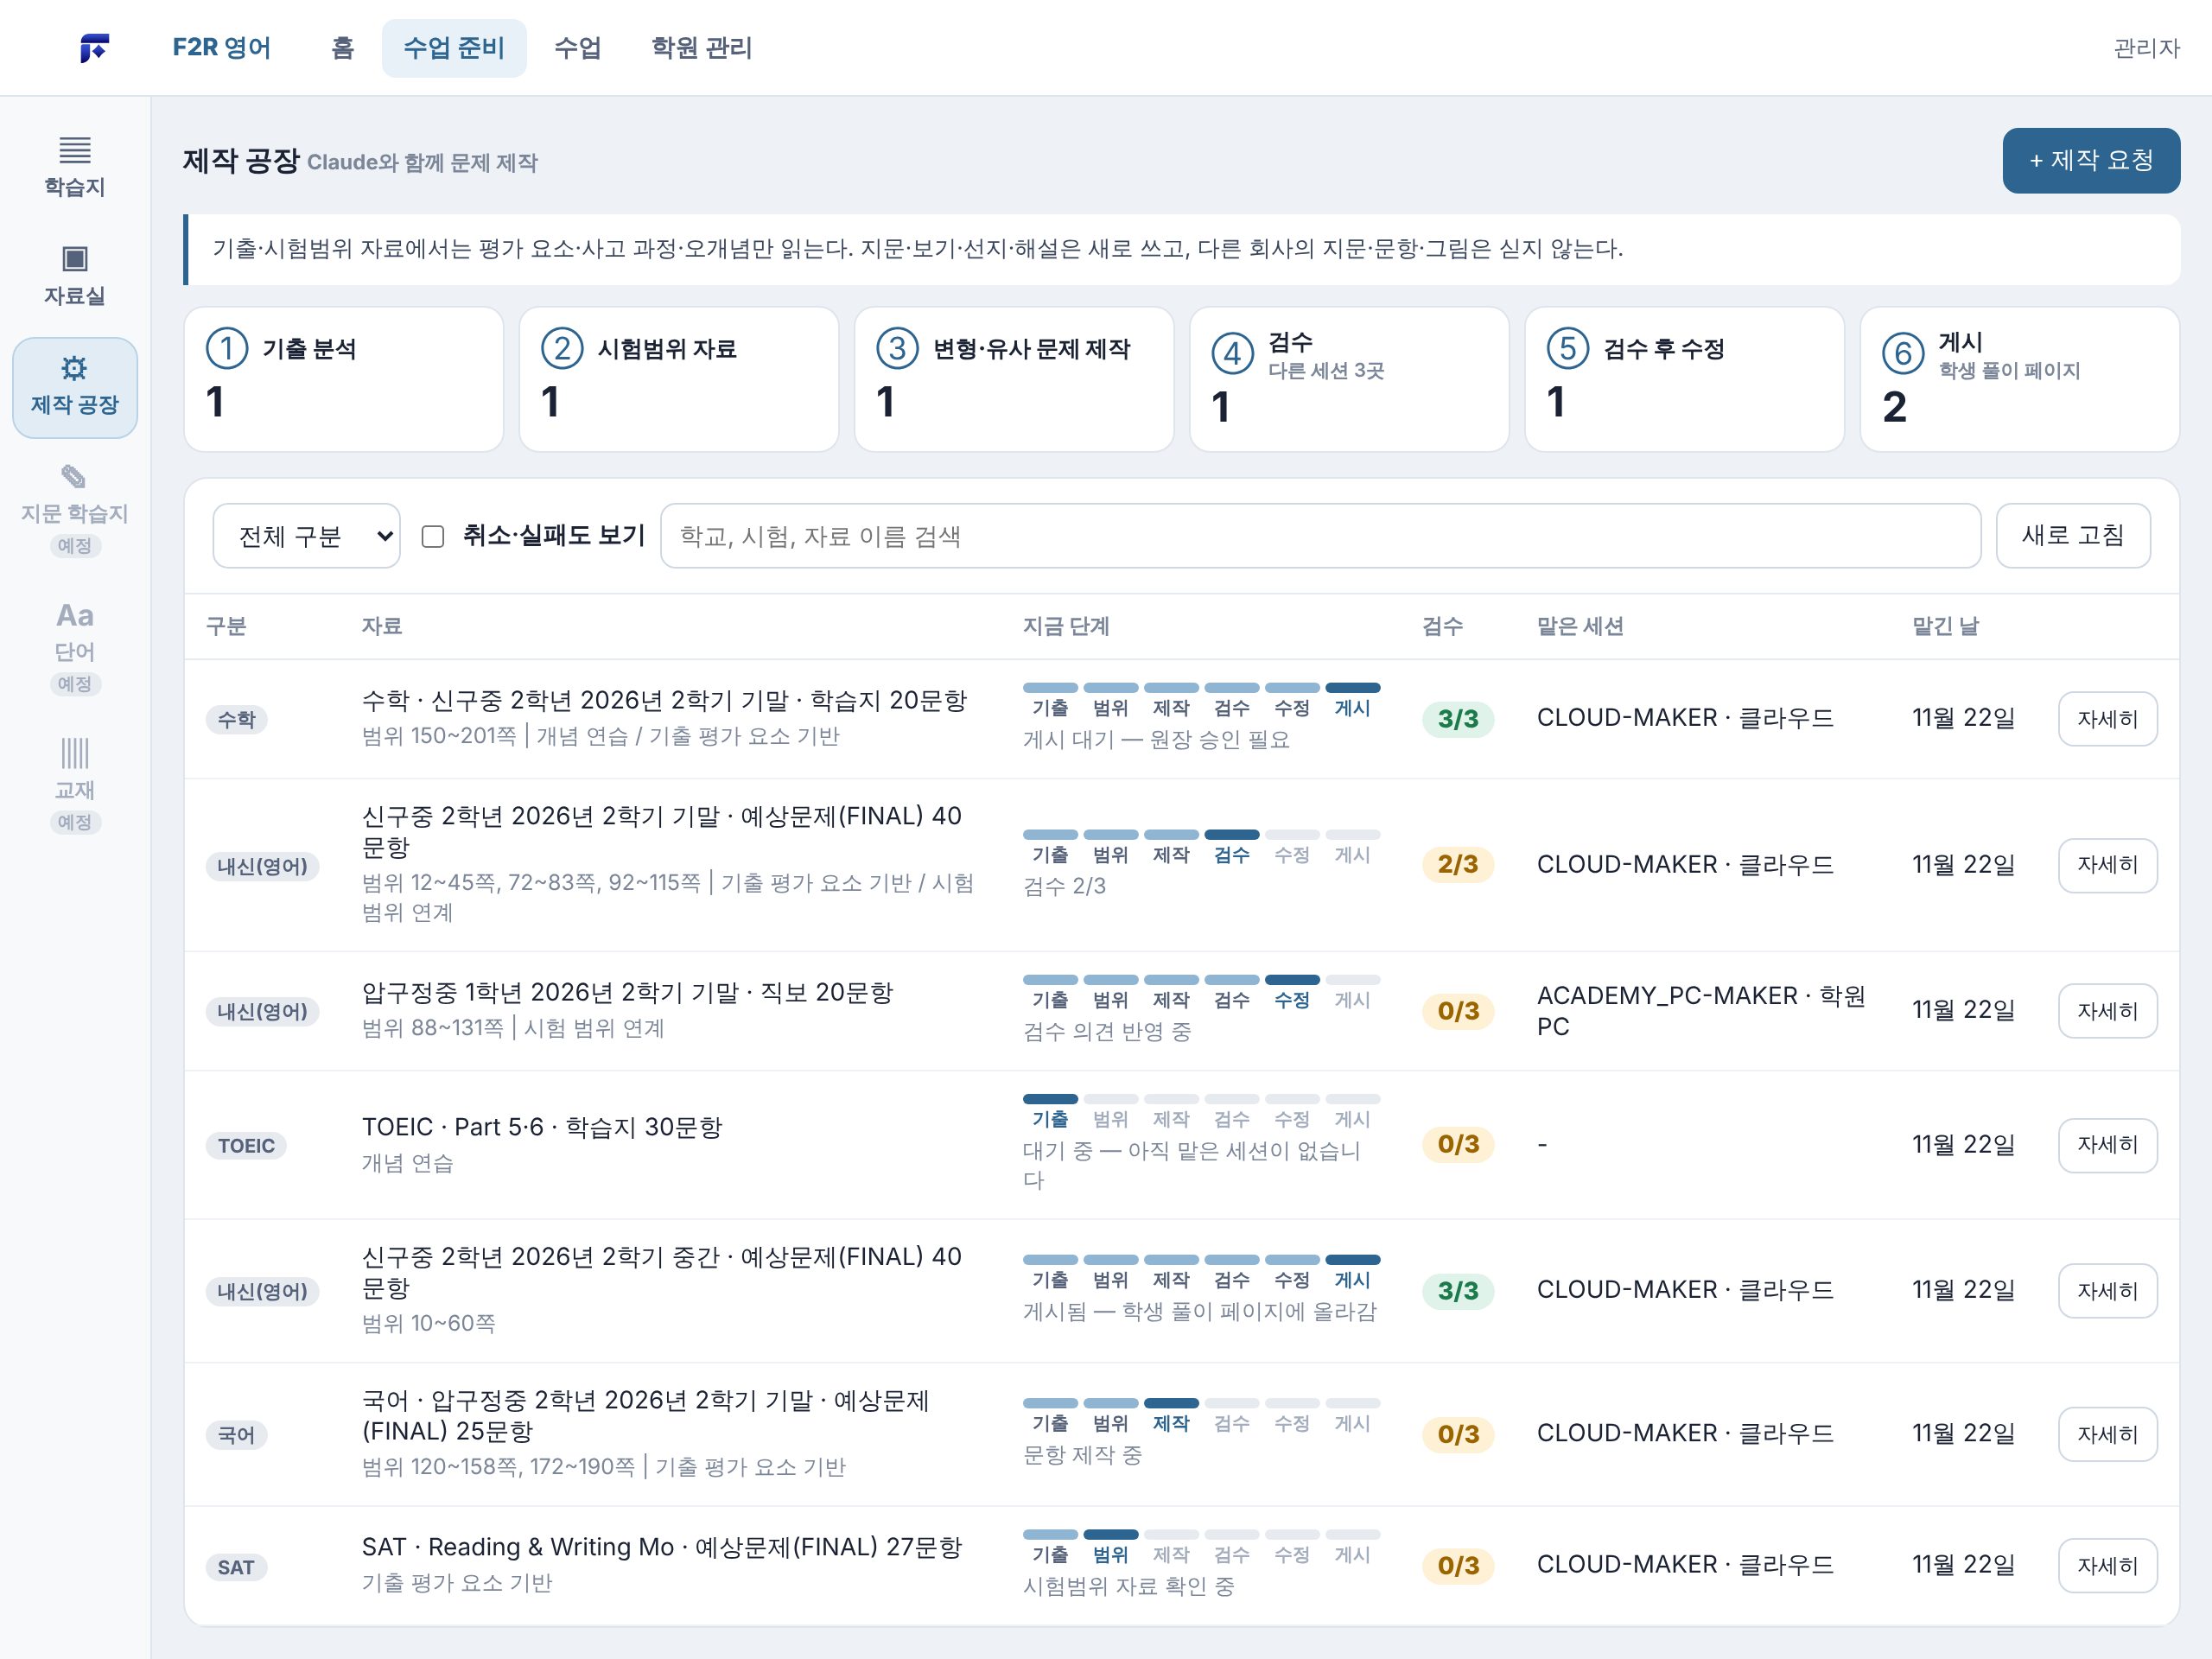 F2R 영어
홈
수업 준비
수업
학원 관리
관리자
학습지
자료실
제작 공장
지문 학습지
예정
Aa
단어
예정
교재
예정
제작 공장 Claude와 함께 문제 제작
+ 제작 요청
기출·시험범위 자료에서는 평가 요소·사고 과정·오개념만 읽는다. 지문·보기·선지·해설은 새로 쓰고, 다른 회사의 지문·문항·그림은 싣지 않는다.
① 기출 분석
1
② 시험범위 자료
1
③ 변형·유사 문제 제작
1
④ 검수
다른 세션 3곳
1
⑤ 검수 후 수정
1
⑥ 게시
학생 풀이 페이지
2
전체 구분
취소·실패도 보기
학교, 시험, 자료 이름 검색
새로 고침
구분 자료 지금 단계 검수 맡은 세션 맡긴 날
수학
수학 · 신구중 2학년 2026년 2학기 기말 · 학습지 20문항
범위 150~201쪽 | 개념 연습 / 기출 평가 요소 기반
기출 범위 제작 검수 수정 게시
게시 대기 — 원장 승인 필요
3/3
CLOUD-MAKER · 클라우드
11월 22일
자세히
내신(영어)
신구중 2학년 2026년 2학기 기말 · 예상문제(FINAL) 40
문항
범위 12~45쪽, 72~83쪽, 92~115쪽 | 기출 평가 요소 기반 / 시험
범위 연계
기출 범위 제작 검수 수정 게시
검수 2/3
2/3
CLOUD-MAKER · 클라우드
11월 22일
자세히
내신(영어)
압구정중 1학년 2026년 2학기 기말 · 직보 20문항
범위 88~131쪽 | 시험 범위 연계
기출 범위 제작 검수 수정 게시
검수 의견 반영 중
0/3
ACADEMY_PC-MAKER · 학원
PC
11월 22일
자세히
TOEIC
TOEIC · Part 5·6 · 학습지 30문항
개념 연습
기출 범위 제작 검수 수정 게시
대기 중 — 아직 맡은 세션이 없습니
다
0/3
-
11월 22일
자세히
내신(영어)
신구중 2학년 2026년 2학기 중간 · 예상문제(FINAL) 40
문항
범위 10~60쪽
기출 범위 제작 검수 수정 게시
게시됨 — 학생 풀이 페이지에 올라감
3/3
CLOUD-MAKER · 클라우드
11월 22일
자세히
국어
국어 · 압구정중 2학년 2026년 2학기 기말 · 예상문제
(FINAL) 25문항
범위 120~158쪽, 172~190쪽 | 기출 평가 요소 기반
기출 범위 제작 검수 수정 게시
문항 제작 중
0/3
CLOUD-MAKER · 클라우드
11월 22일
자세히
SAT
SAT · Reading & Writing Mo · 예상문제(FINAL) 27문항
기출 평가 요소 기반
기출 범위 제작 검수 수정 게시
시험범위 자료 확인 중
0/3
CLOUD-MAKER · 클라우드
11월 22일
자세히